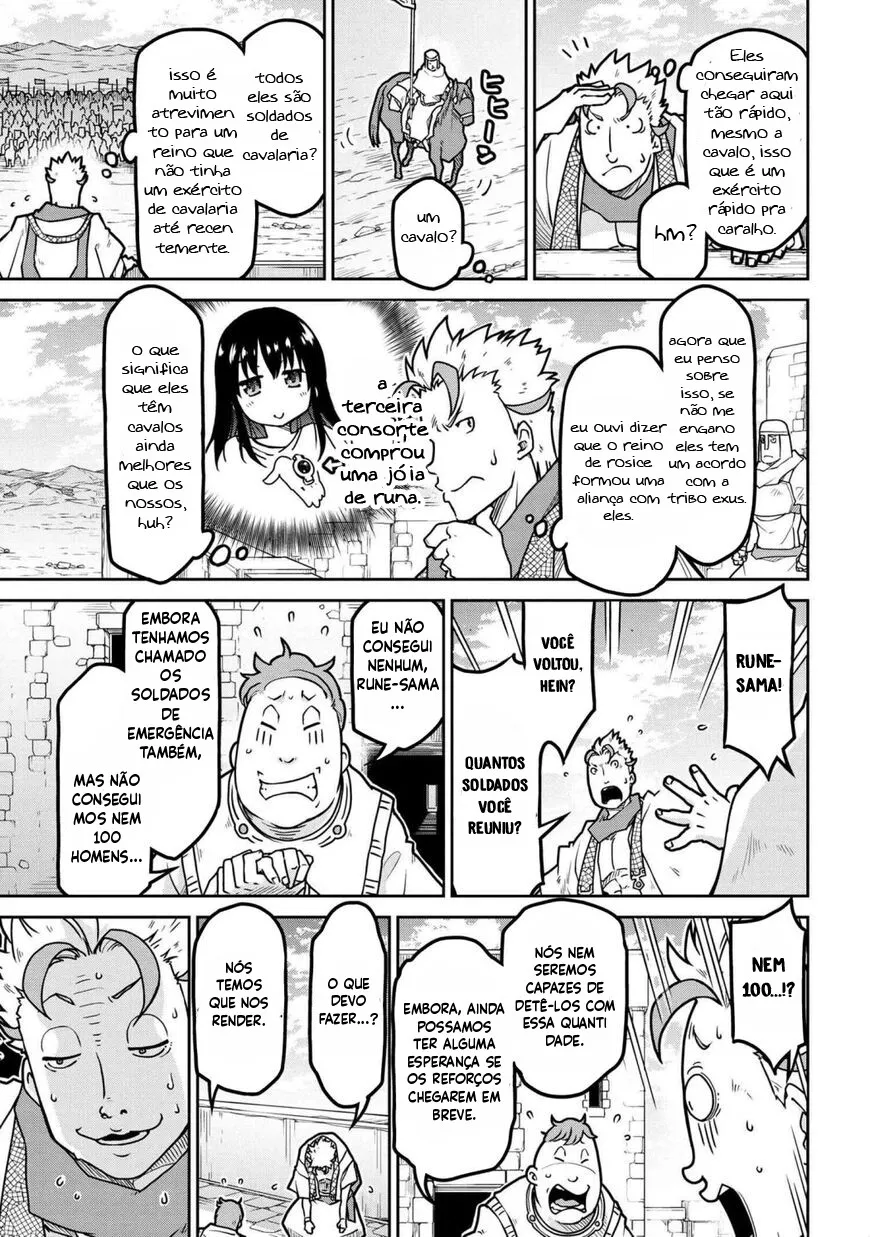 Eles
conseguiram
chegar aqui
tão rápido,
mesmo a
cavalo, isso
que é um
exército
rápido pra
caralho.
hm?
ヒヒーン
um
cavalo?
todos
eles são
soldados
de
cavalaria?
isso é
muito
atrevimen
to para um
reino que
não tinha
um exército
de cavalaria
até recen
temente.
agora que
eu penso
sobre
isso, se
não me
engano
eles tem
um acordo
com a
tribo exus.
eu ouvi dizer
que o reino
de rosice
formou uma
aliança com
eles.
a
terceira
consorte
comprou
uma jóia
de runa.
O que
significa
que eles
têm
cavalos
ainda
melhores
que os
nossos,
huh?
RUNE-
SAMA!
VOCÊ
VOLTOU,
HEIN?
QUANTOS
SOLDADOS
VOCÊ
REUNIU?
EU NÃO
CONSEGUI
NENHUM,
RUNE-SAMA
...
EMBORA
TENHAMOS
CHAMADO
OS
SOLDADOS
DE
EMERGÊNCIA
TAMBÉM,
MAS NÃO
CONSEGUI
MOS NEM
100
HOMENS...
NEM
100...!?
NÓS NEM
SEREMOS
CAPAZES DE
DETÊ-LOS COM
ESSA QUANTI
DADE.
EMBORA, AINDA
POSSAMOS
TER ALGUMA
ESPERANÇA SE
OS REFORÇOS
CHEGAREM EM
BREVE.
O QUE
DEVO
FAZER...?
NÓS
TEMOS
QUE NOS
RENDER.